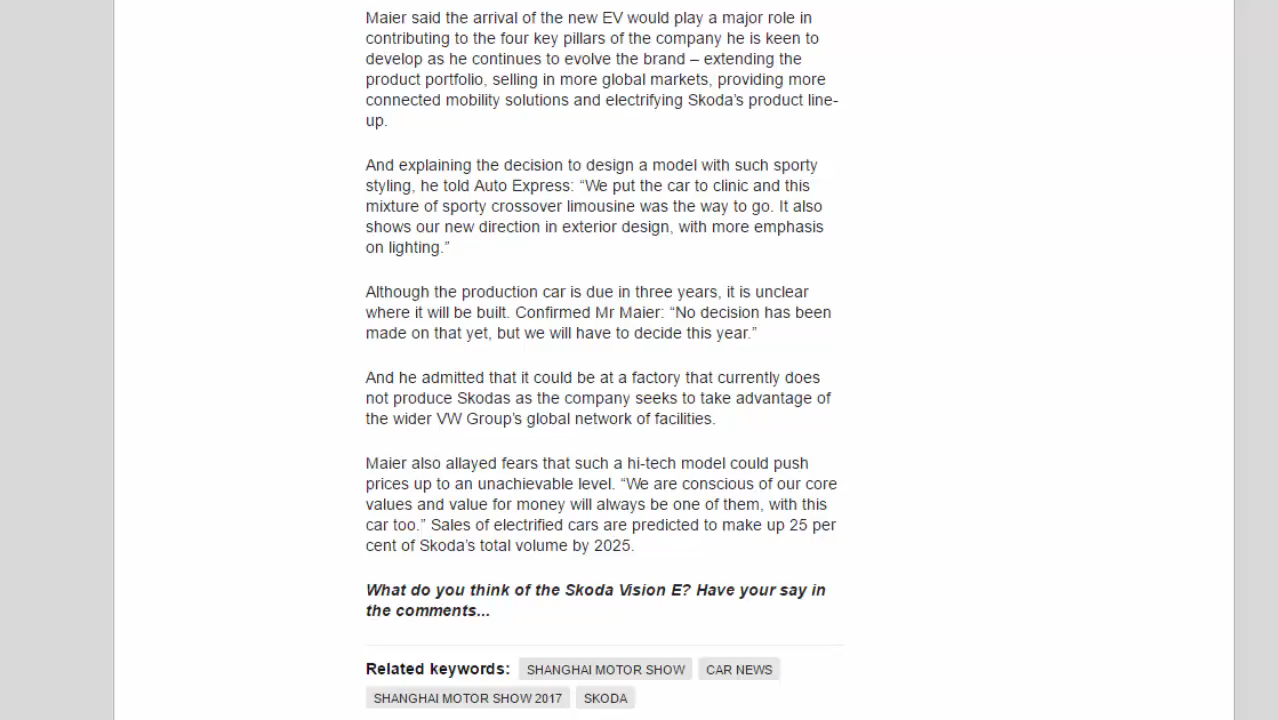 Maier said the arrival of the new EV would play a major role in
contributing to the four key pillars of the company he is keen to
develop as he continues to evolve the brand – extending the
product portfolio, selling in more global markets, providing more
connected mobility solutions and electrifying Skoda’s product line-
up.
And explaining the decision to design a model with such sporty
styling, he told Auto Express: “We put the car to clinic and this
mixture of sporty crossover limousine was the way to go. It also
shows our new direction in exterior design, with more emphasis
on lighting.”
Although the production car is due in three years, it is unclear
where it will be built. Confirmed Mr Maier: “No decision has been
made on that yet, but we will have to decide this year.”
And he admitted that it could be at a factory that currently does
not produce Skodas as the company seeks to take advantage of
the wider VW Group’s global network of facilities.
Maier also allayed fears that such a hi-tech model could push
prices up to an unachievable level. “We are conscious of our core
values and value for money will always be one of them, with this
car too.” Sales of electrified cars are predicted to make up 25 per
cent of Skoda’s total volume by 2025.
What do you think of the Skoda Vision E? Have your say in
the comments...
Related keywords: SHANGHAI MOTOR SHOW CAR NEWS
SHANGHAI MOTOR SHOW 2017 SKODA